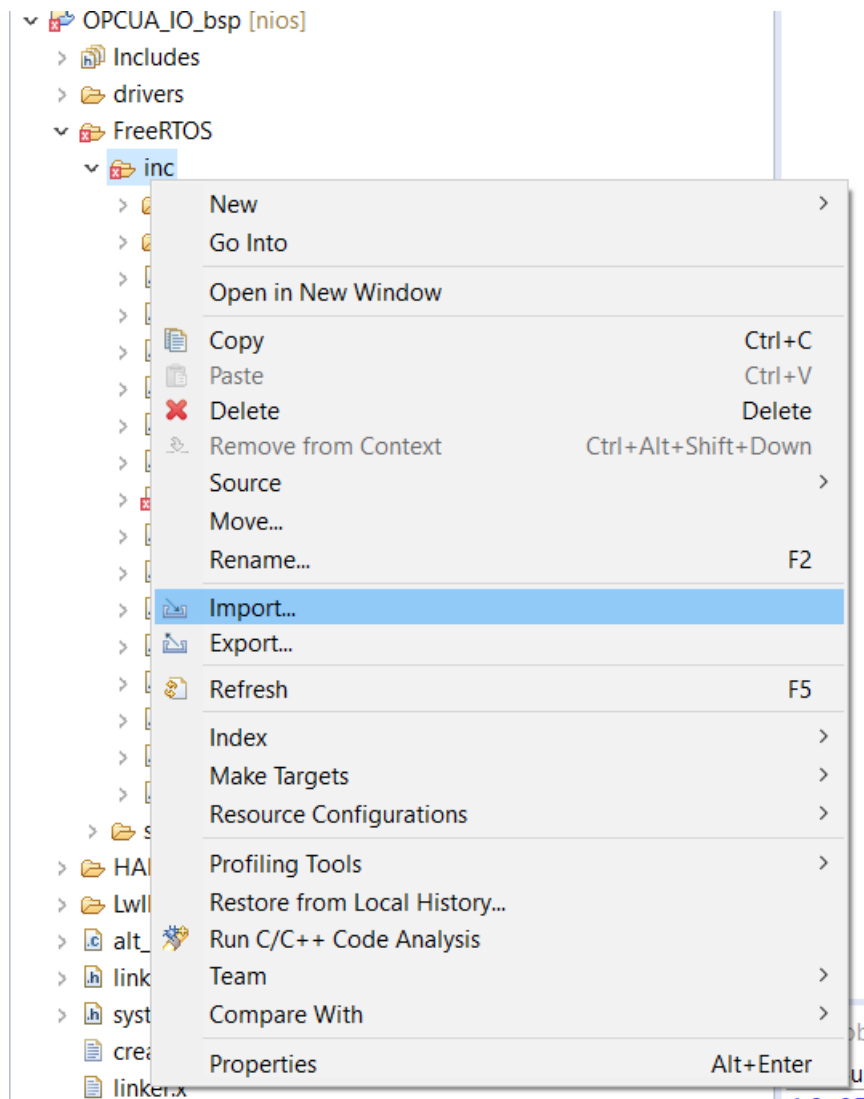 OPCUA_IO_bsp [nios]
Includes
drivers
FreeRTOS
inc
New
Go Into
Open in New Window
Copy Ctrl+C
Paste Ctrl+V
Delete Delete
Remove from Context Ctrl+Alt+Shift+Down
Source
Move...
Rename... F2
Import...
Export...
Refresh F5
Index
Make Targets
Resource Configurations
Profiling Tools
Restore from Local History...
Run C/C++ Code Analysis
Team
Compare With
Properties Alt+Enter
linker.x